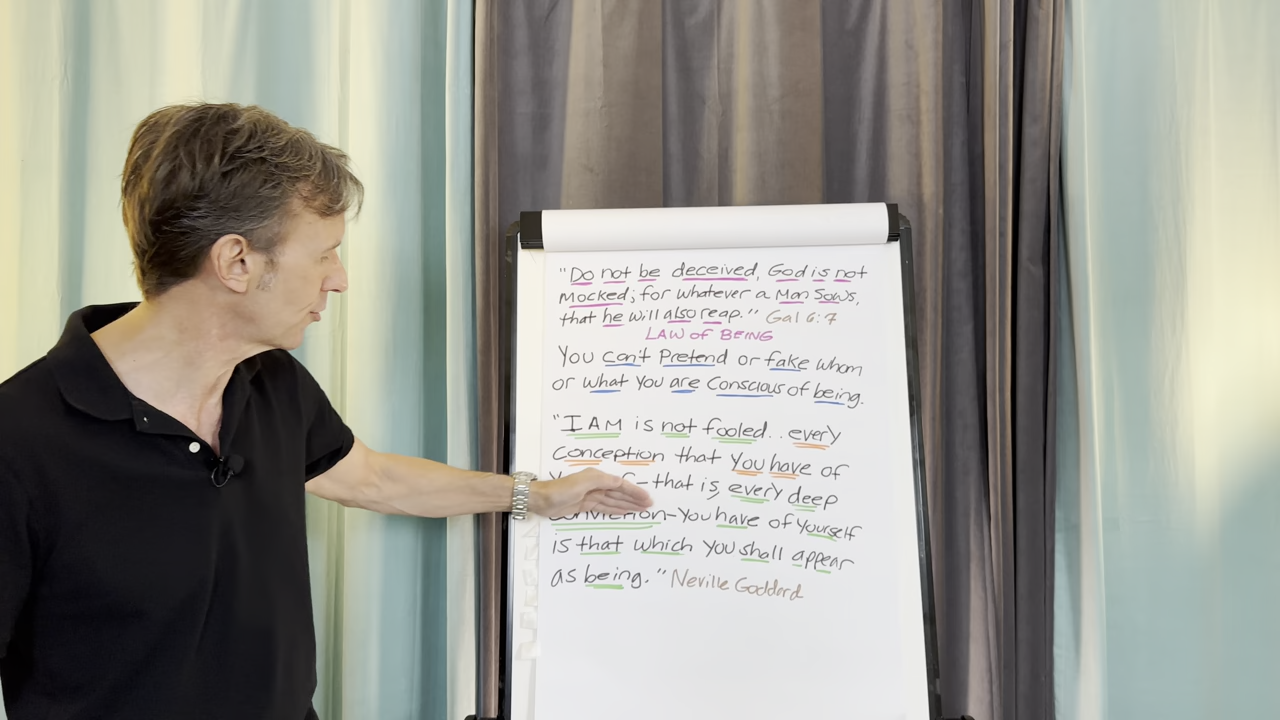 "Do not be deceived, God is not
Mocked; for whatever a Man Sows,
that he will also reap." Gal 6:7
LAW of BEING
You can't Pretend or fake whom
or what you are Conscious of being.
"I AM is not fooled.. every
Conception that You have of
– that is, every deep
conviction – You have of Yourself
is that which you shall appear
as being." Neville Goddard